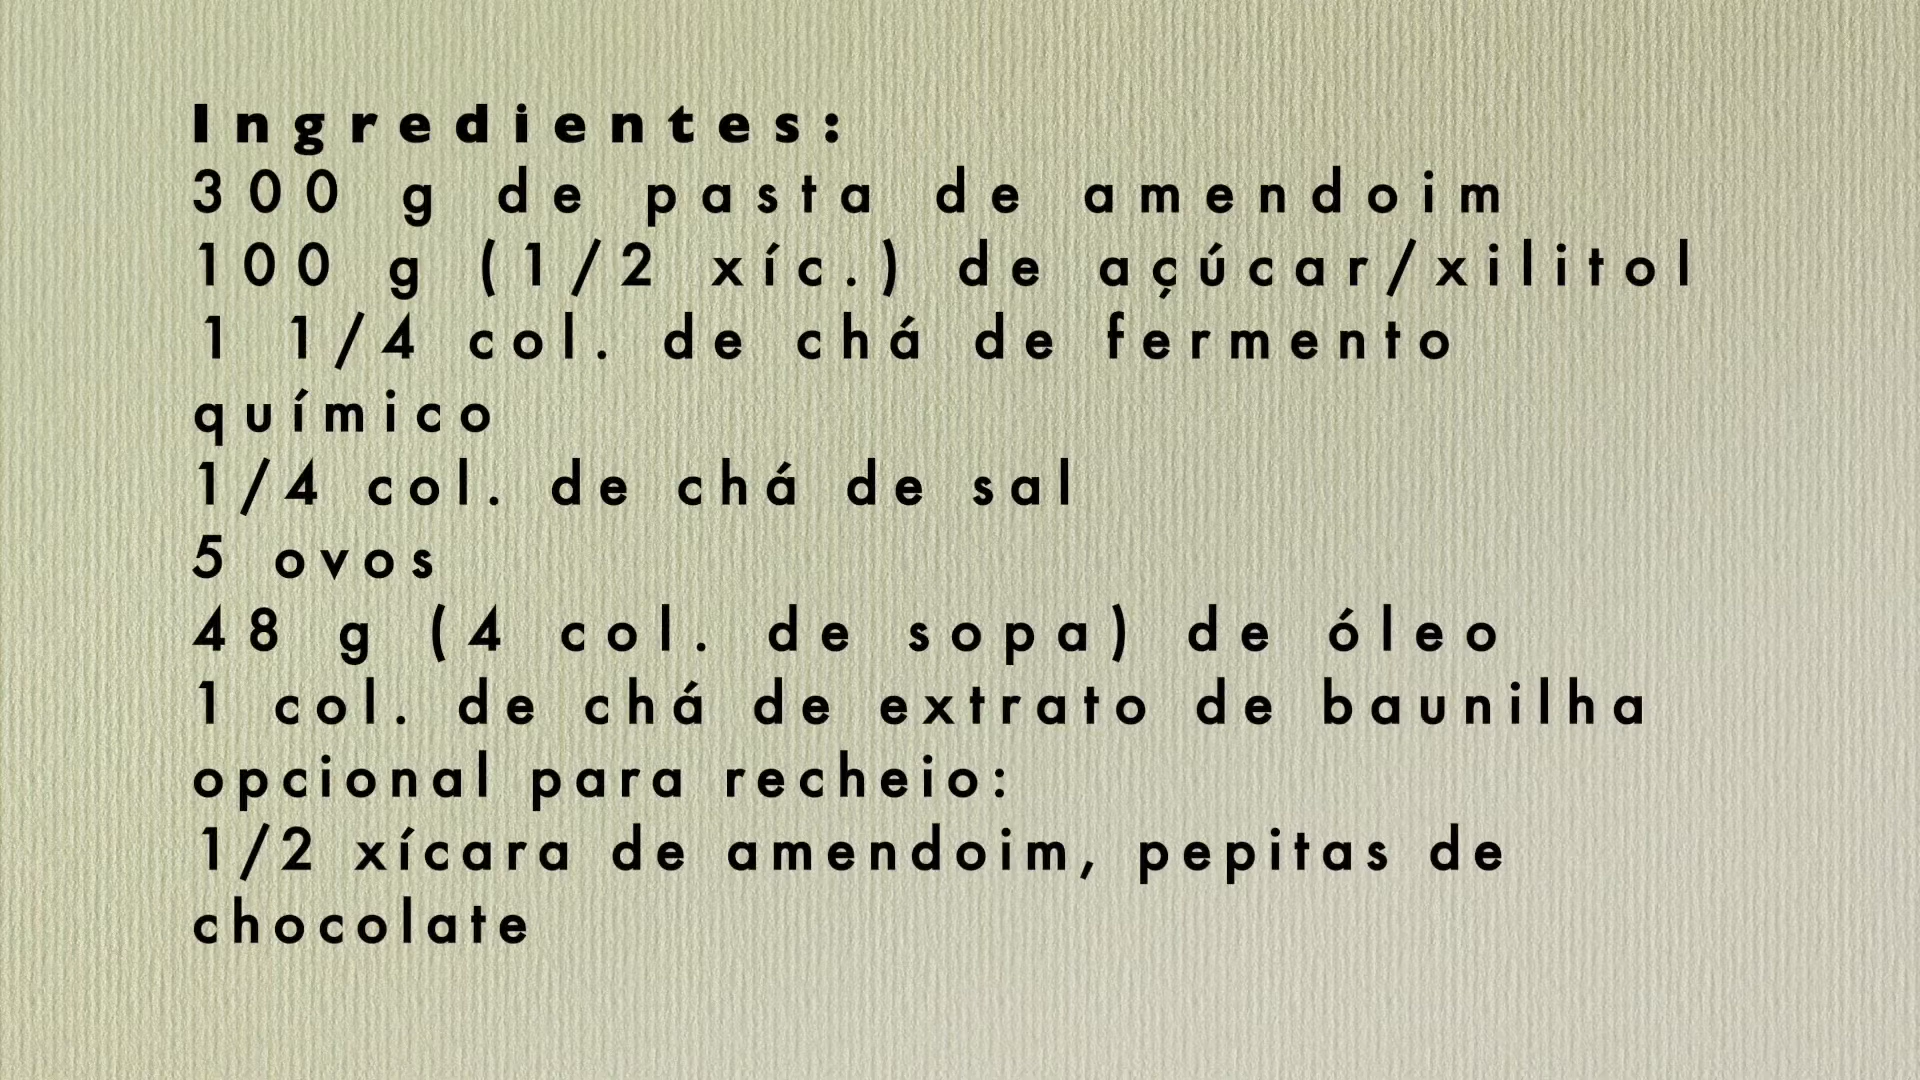 Ingredientes:
300 g de pasta de amendoim
100 g (1/2 xíc.) de açúcar/xilitol
1 1/4 col. de chá de fermento
químico
1/4 col. de chá de sal
5 ovos
48 g (4 col. de sopa) de óleo
1 col. de chá de extrato de baunilha
opcional para recheio:
1/2 xícara de amendoim, pepitas de
chocolate